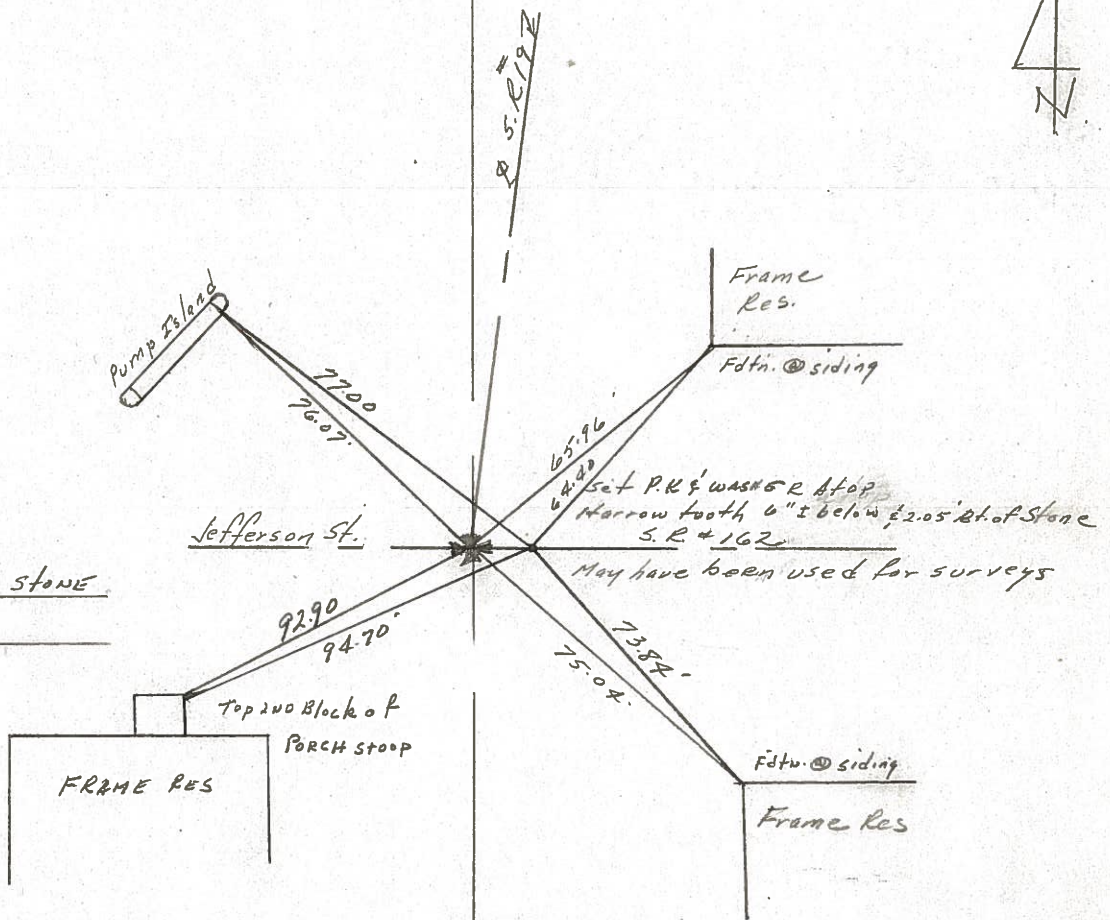 ℄ S.R.# 19
N
Pump Island
Frame
Res.
Fdtn. @ siding
77.00
76.07'
65.96'
64.40
Set P.K & WASHER Atop
Harrow tooth 6"± below & 2.05' Rt. of Stone
S.R # 162
Jefferson St.
May have been used for surveys
STONE
92.90
94.70'
73.84'
75.04'
Top 2ND Block of
PORCH STOOP
FRAME RES
Fdtn. @ siding
Frame Res